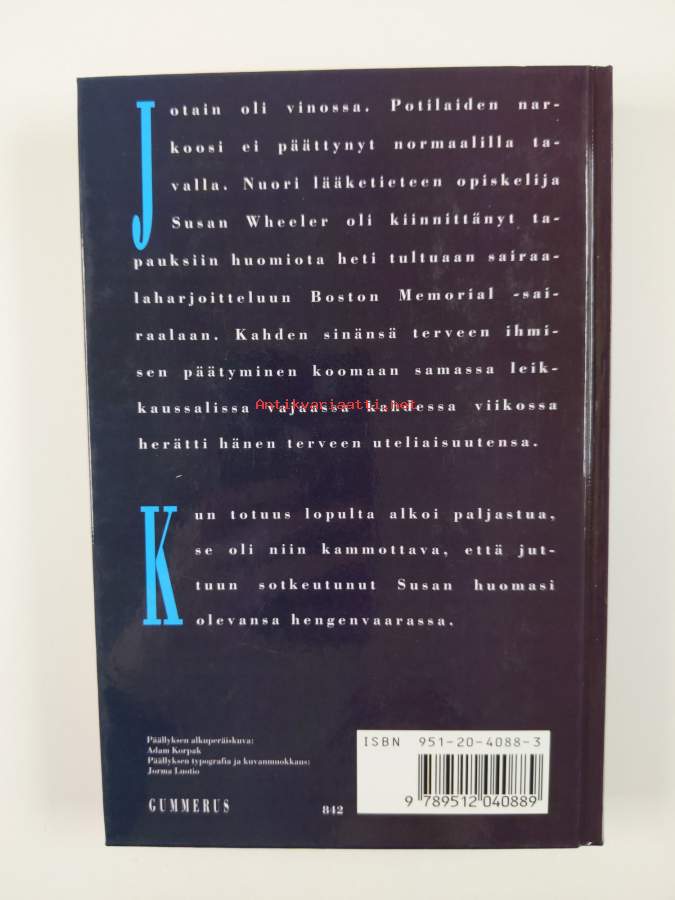 Jotain oli vinossa. Potilaiden nar-
koosi ei päättynyt normaalilla ta-
valla. Nuori lääketieteen opiskelija
Susan Wheeler oli kiinnittänyt ta-
pauksiin huomiota heti tultuaan sairaa-
laharjoitteluun Boston Memorial -sai-
raalaan. Kahden sinänsä terveen ihmi-
sen päätyminen koomaan samassa leik-
kaussalissa vajaassa kahdessa viikossa
Antikvariaatti.net
herätti hänen terveen uteliaisuutensa.
Kun totuus lopulta alkoi paljastua,
se oli niin kammottava, että jut-
tuun sotkeutunut Susan huomasi
olevansa hengenvaarassa.
Päällyksen alkuperäiskuva:
Adam Korpak
Päällyksen typografia ja kuvanmuokkaus:
Jorma Luotio
GUMMERUS
842
ISBN 951-20-4088-3
9 789512 040889